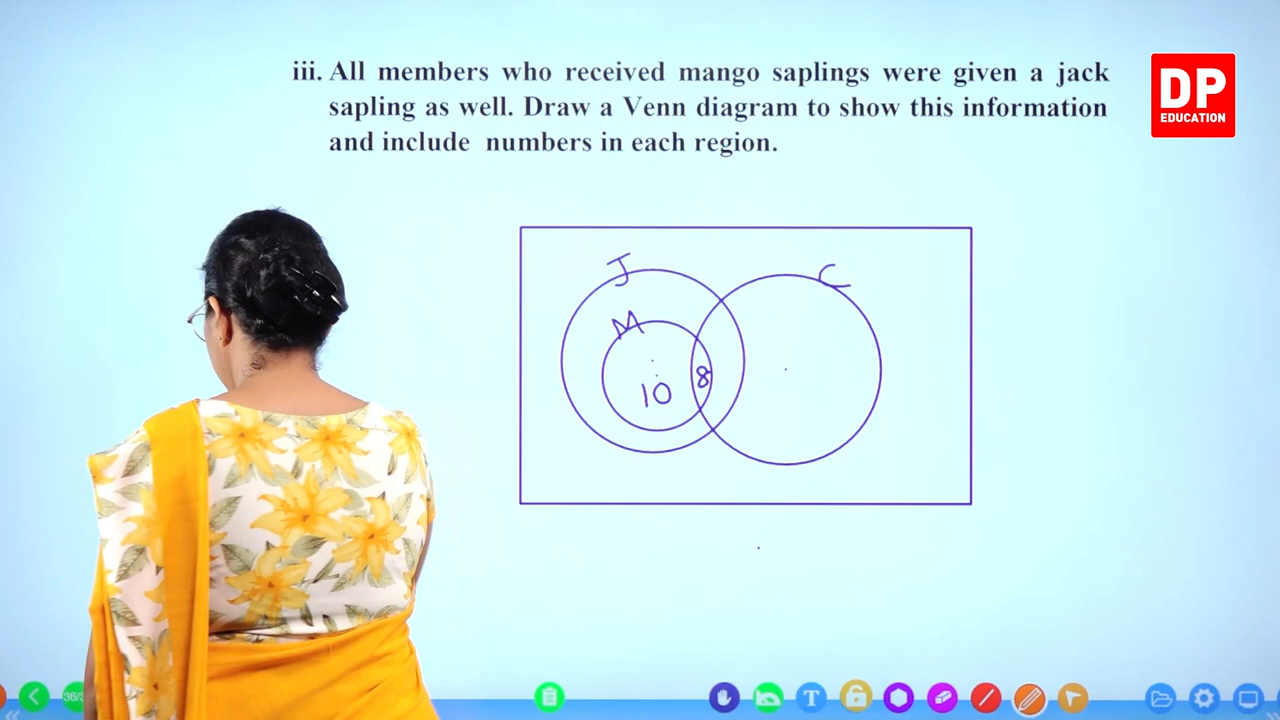 iii. All members who received mango saplings were given a jack
sapling as well. Draw a Venn diagram to show this information
and include numbers in each region.
DP
EDUCATION
J
C
M
10
8
T